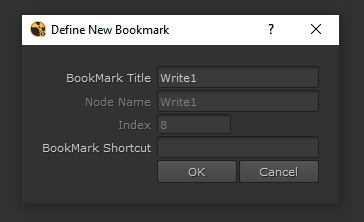 Define New Bookmark
?
BookMark Title Write1
Node Name Write1
Index 8
BookMark Shortcut
OK Cancel